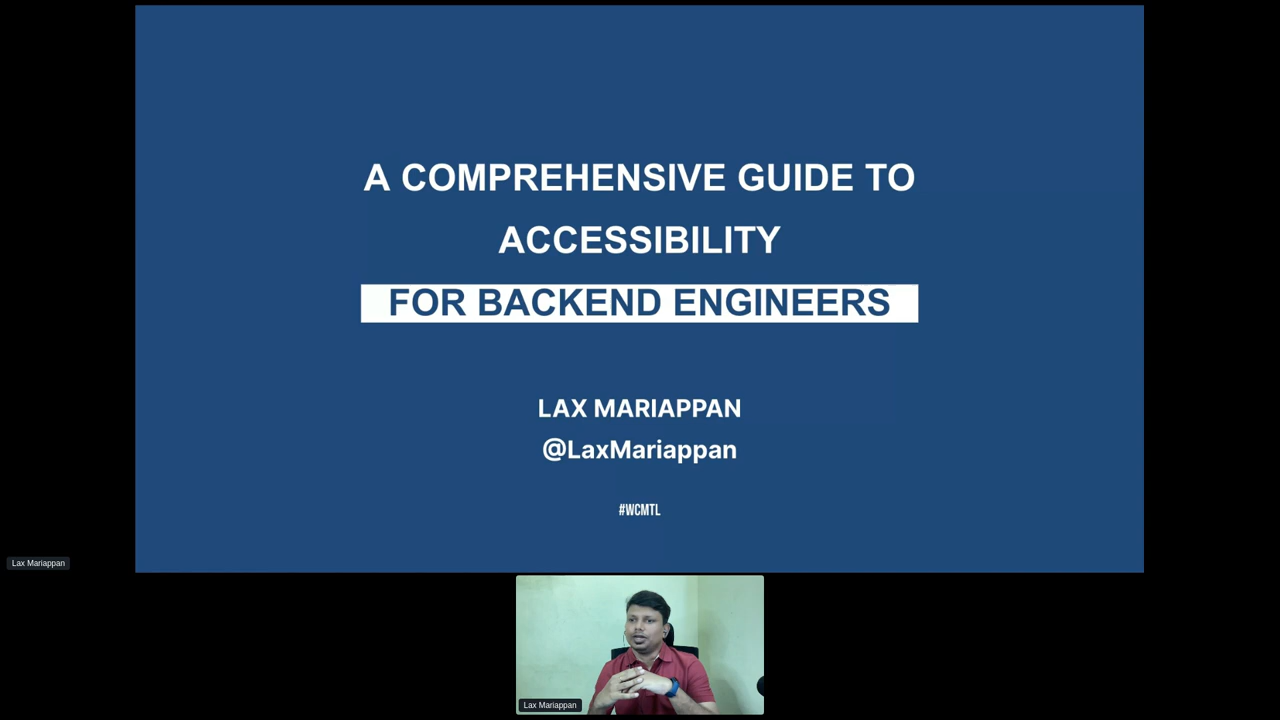 A COMPREHENSIVE GUIDE TO
ACCESSIBILITY
FOR BACKEND ENGINEERS
LAX MARIAPPAN
@LaxMariappan
#WCMTL
Lax Mariappan
Lax Mariappan